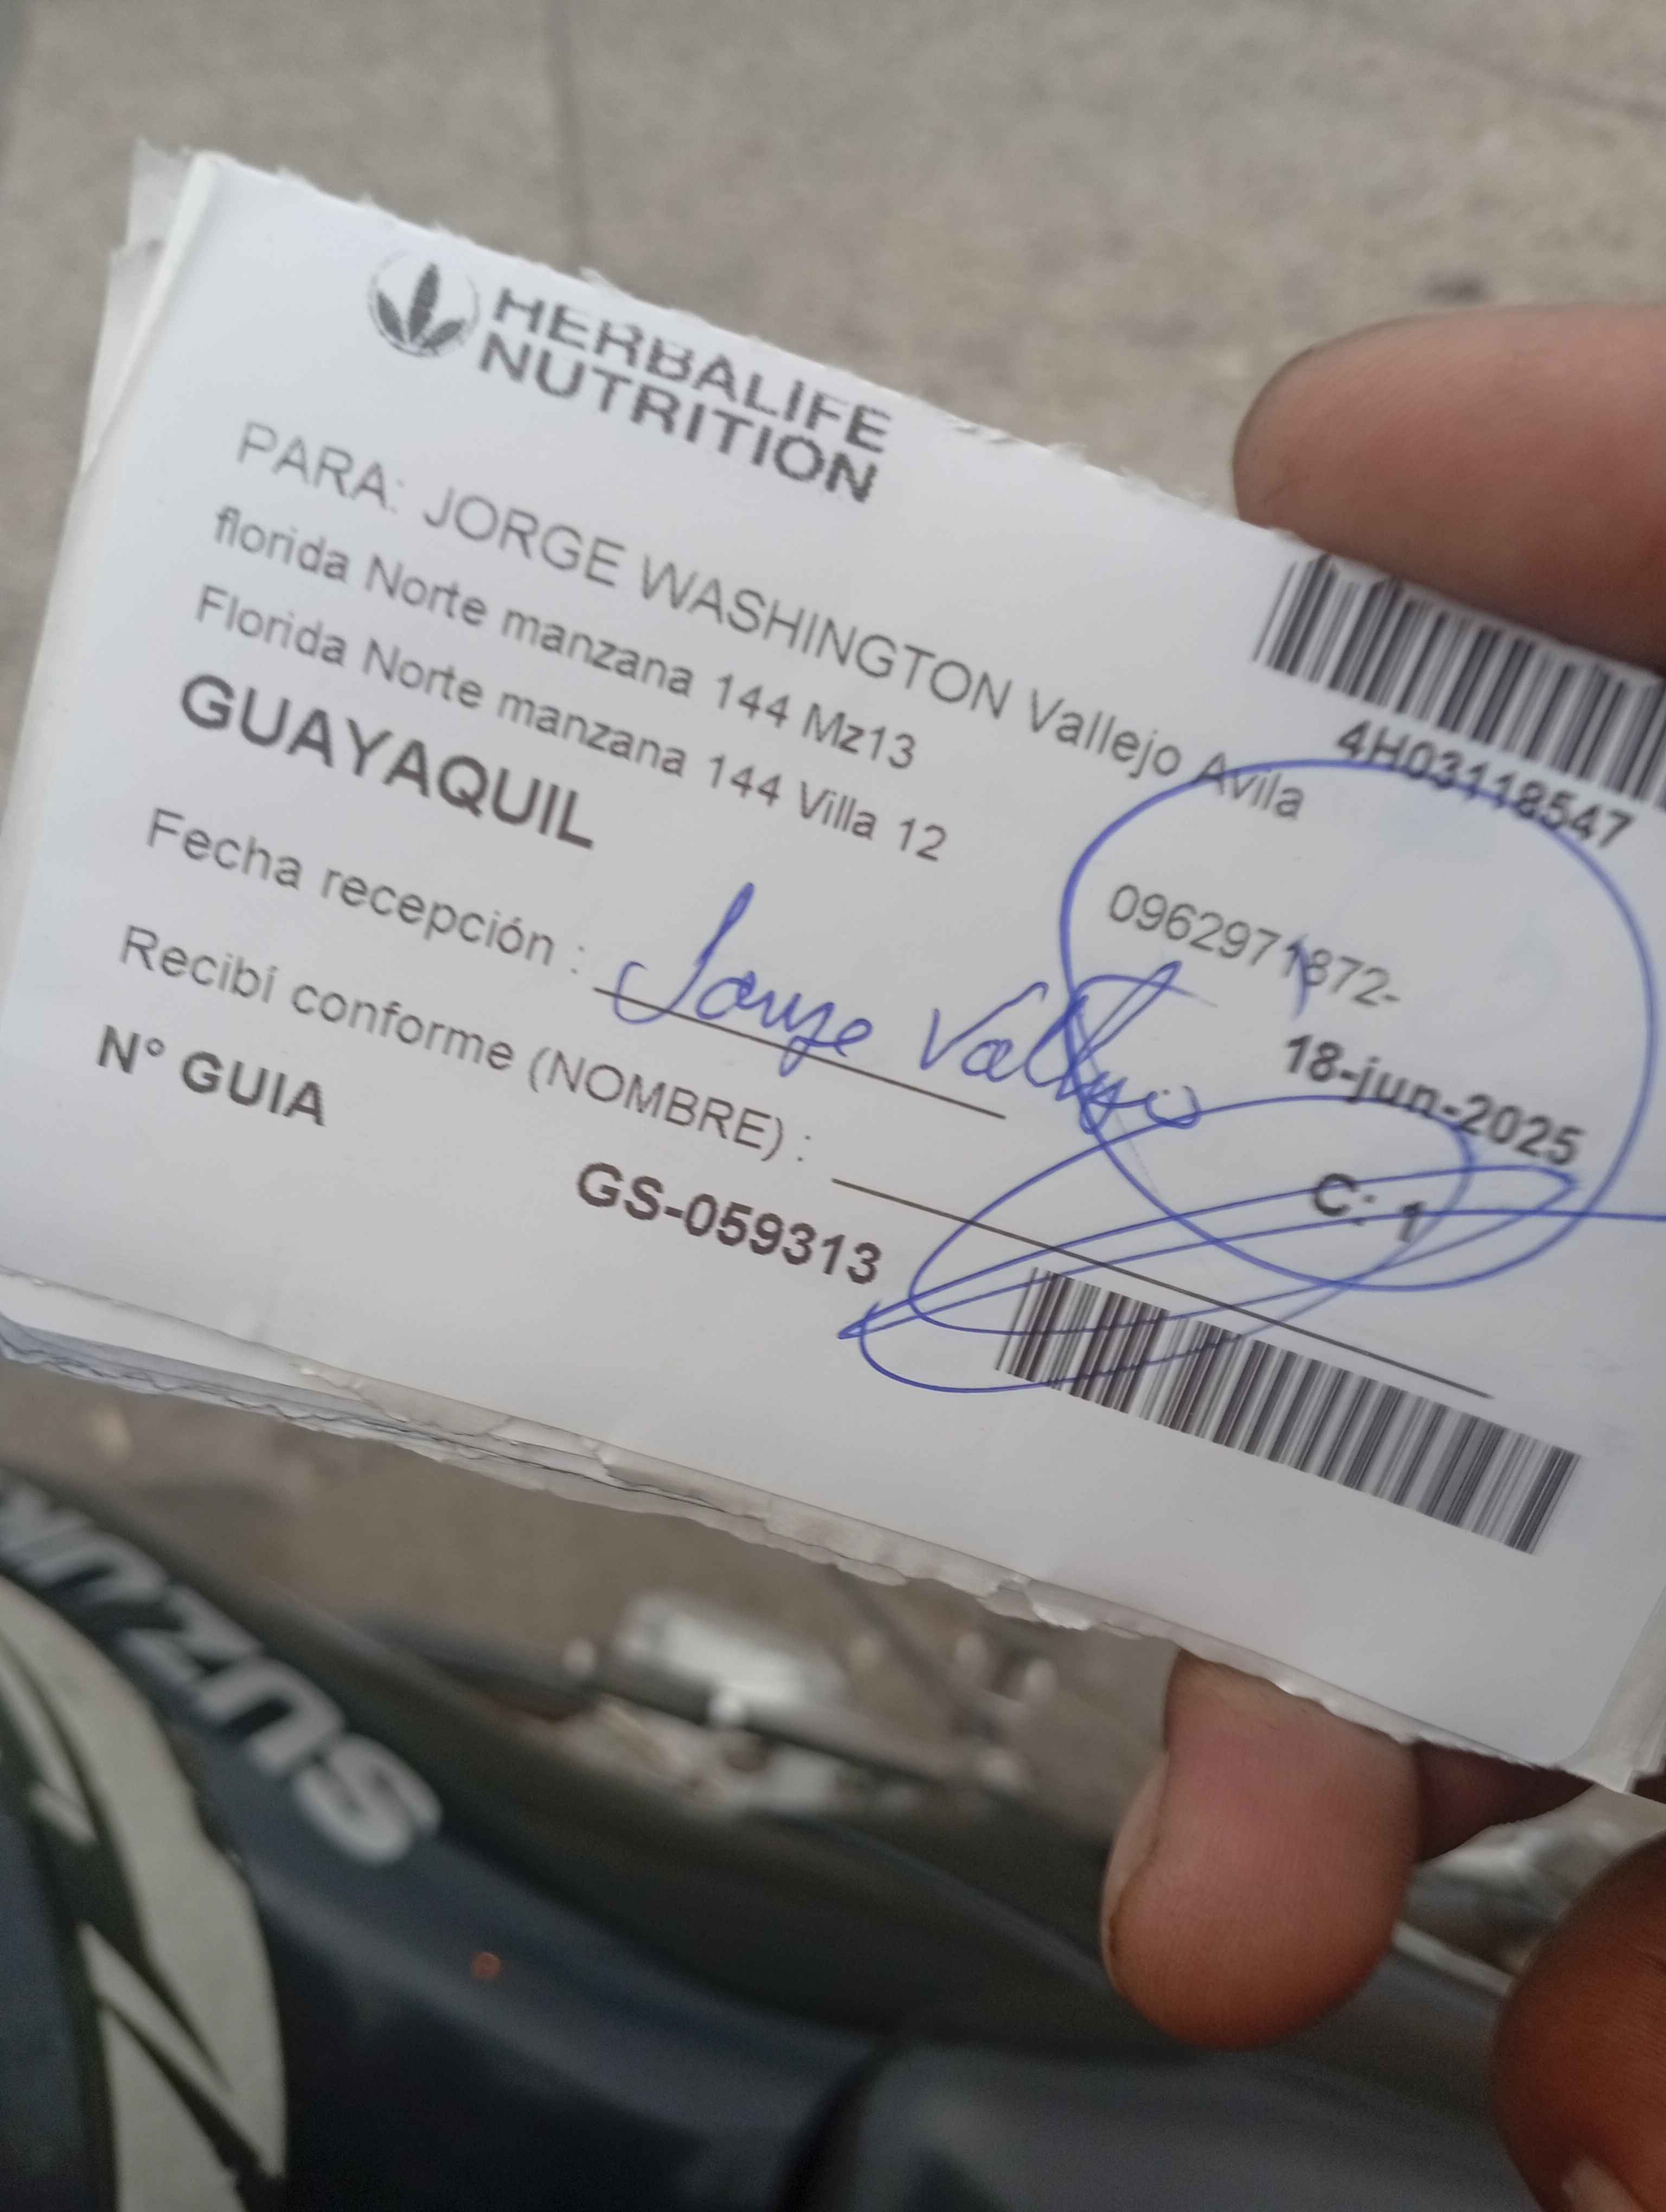 HERBALIFE
NUTRITION
PARA: JORGE WASHINGTON Vallejo Avila
florida Norte manzana 144 Mz13
Florida Norte manzana 144 Villa 12
GUAYAQUIL
4H03118547
0962971872-
Fecha recepción :
Jorge Vallejo
18-jun-2025
Recibí conforme (NOMBRE) :
C: 1
N° GUIA
GS-059313
SUZUK